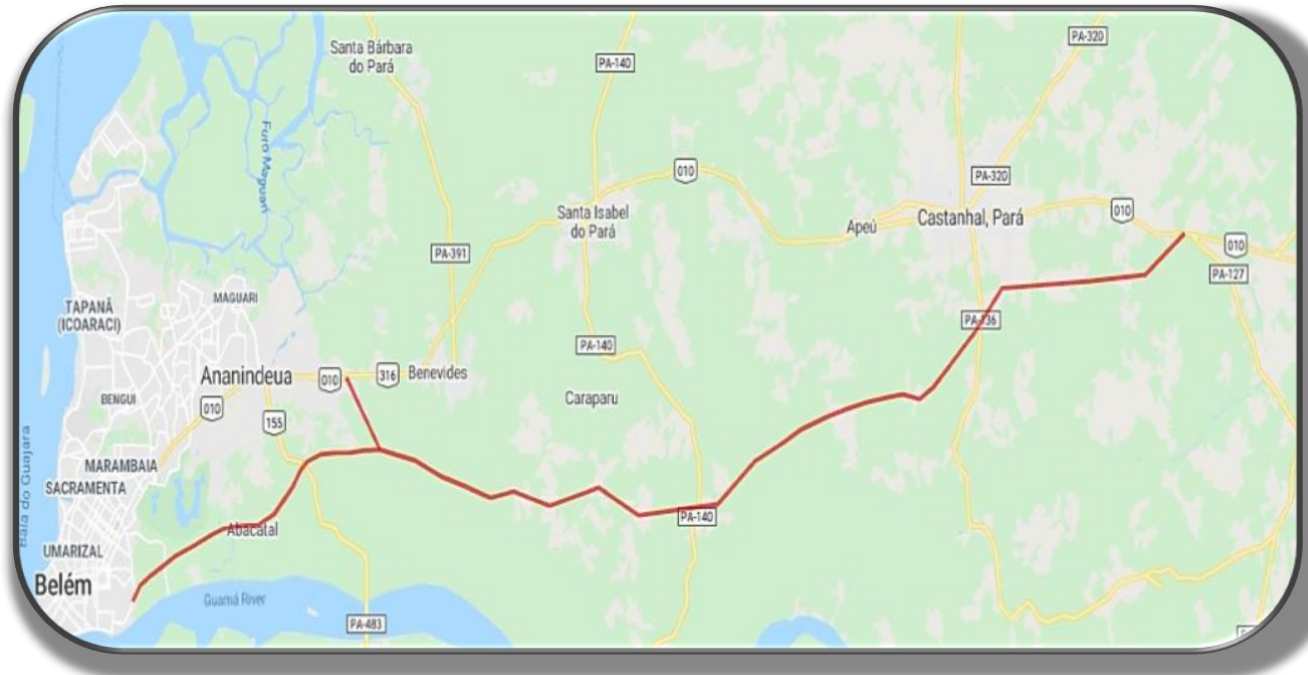 Santa Bárbara
do Pará
PA-140
PA-320
Furo Maguari
010
PA-320
Santa Isabel
do Pará
Apeú
Castanhal, Pará
010
010
PA-127
PA-391
MAGUARI
TAPANÃ
(ICOARACI)
PA-136
PA-140
Ananindeua
010
316
Benevides
BENGUI
010
155
Caraparu
MARAMBAIA
SACRAMENTA
Baía do Guajará
PA-140
Abacatal
UMARIZAL
Belém
Guamá River
PA-483